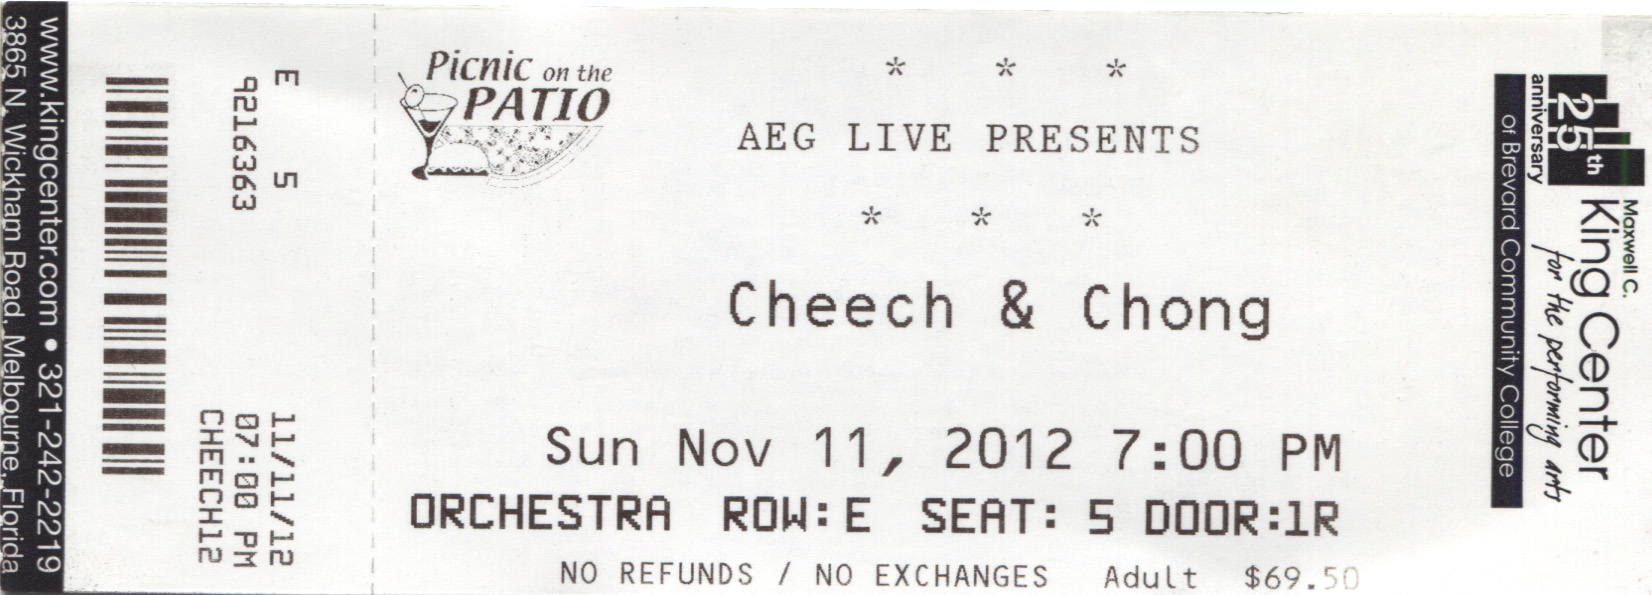 www.kingcenter.com • 321-242-2219
3865 N. Wickham Road, Melbourne, Florida
E 5
9216363
11/11/12
07:00 PM
CHEECH12
Picnic on the
PATIO
* * *
AEG LIVE PRESENTS
* * *
Cheech & Chong
Sun Nov 11, 2012 7:00 PM
ORCHESTRA ROW:E SEAT: 5 DOOR:1R
NO REFUNDS / NO EXCHANGES Adult $69.50
25th
anniversary
Maxwell C.
King Center
for the performing arts
of Brevard Community College